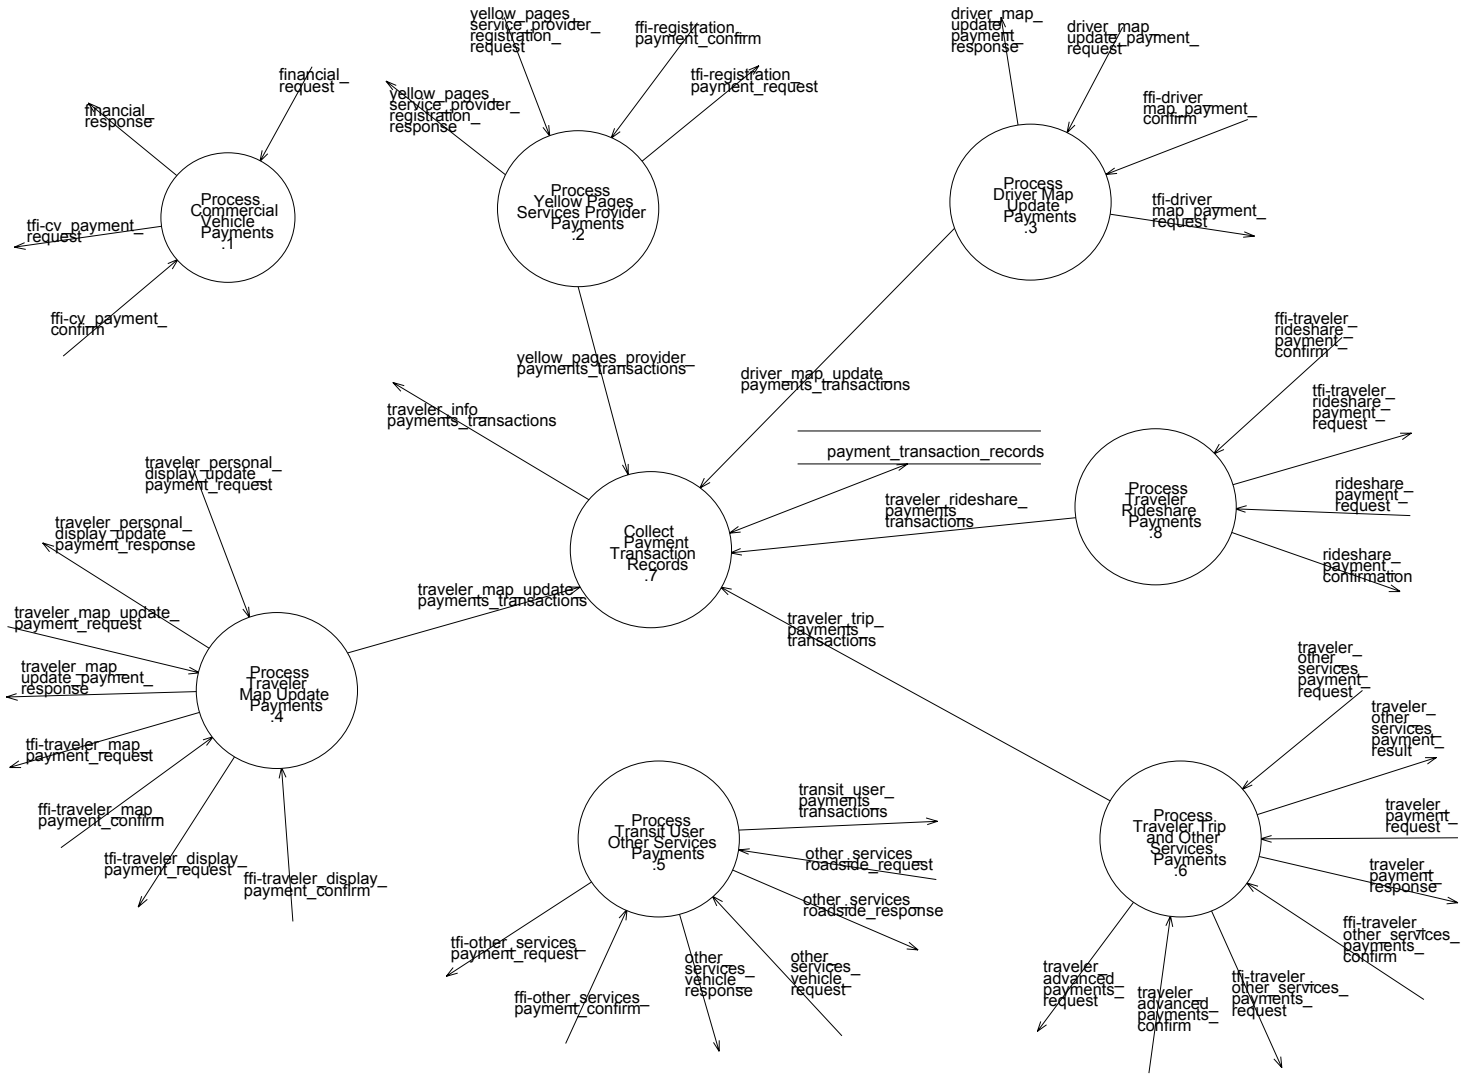 yellow_pages_
service_provider_
registration_
request
ffi-registration_
payment_confirm
tfi-registration_
payment_request
yellow_pages_
service_provider_
registration_
response
driver_map_
update_
payment_
response
driver_map_
update_payment_
request
ffi-driver_
map_payment_
confirm
tfi-driver_
map_payment_
request
financial_
request
financial_
response
tfi-cv_payment_
request
ffi-cv_payment_
confirm
Process
Commercial
Vehicle
Payments
.1
Process
Yellow Pages
Services Provider
Payments
.2
Process
Driver Map
Update
Payments
.3
yellow_pages_provider_
payments_transactions
driver_map_update_
payments_transactions
traveler_info_
payments_transactions
payment_transaction_records
ffi-traveler_
rideshare_
payment_
confirm
tfi-traveler_
rideshare_
payment_
request
rideshare_
payment_
request
rideshare_
payment_
confirmation
Process
Traveler
Rideshare
Payments
.8
traveler_rideshare_
payments_
transactions
Collect
Payment
Transaction
Records
.7
traveler_personal_
display_update_
payment_request
traveler_personal_
display_update_
payment_response
traveler_map_update_
payment_request
traveler_map_
update_payment_
response
tfi-traveler_map_
payment_request
ffi-traveler_map_
payment_confirm
tfi-traveler_display_
payment_request
ffi-traveler_display_
payment_confirm
Process
Traveler
Map Update
Payments
.4
traveler_map_update_
payments_transactions
traveler_trip_
payments_
transactions
Process
Transit User
Other Services
Payments
.5
transit_user_
payments_
transactions
other_services_
roadside_request
other_services_
roadside_response
tfi-other_services_
payment_request
ffi-other_services_
payment_confirm
other_
services_
vehicle_
response
other_
services_
vehicle_
request
Process
Traveler Trip
and Other
Services
Payments
.6
traveler_
other_
services_
payment_
request
traveler_
other_
services_
payment_
result
traveler_
payment_
request
traveler_
payment_
response
ffi-traveler_
other_services_
payments_
confirm
traveler_
advanced_
payments_
request
traveler_
advanced_
payments_
confirm
tfi-traveler_
other_services_
payments_
request